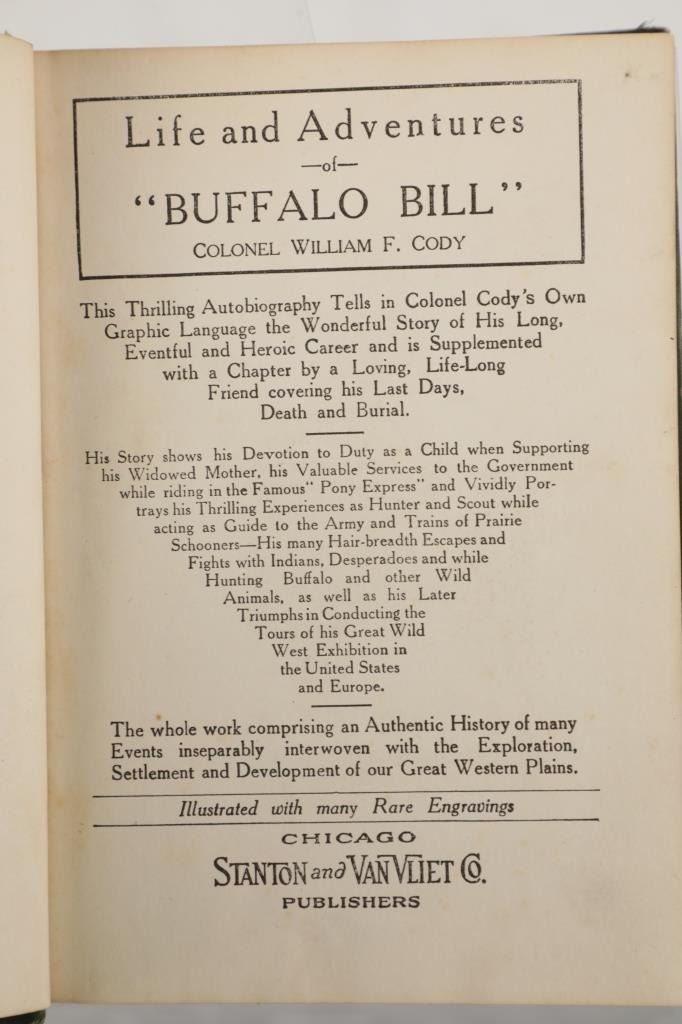 Life and Adventures
—of—
"BUFFALO BILL"
COLONEL WILLIAM F. CODY
This Thrilling Autobiography Tells in Colonel Cody's Own
Graphic Language the Wonderful Story of His Long,
Eventful and Heroic Career and is Supplemented
with a Chapter by a Loving, Life-Long
Friend covering his Last Days,
Death and Burial.
His Story shows his Devotion to Duty as a Child when Supporting
his Widowed Mother, his Valuable Services to the Government
while riding in the Famous" Pony Express" and Vividly Por-
trays his Thrilling Experiences as Hunter and Scout while
acting as Guide to the Army and Trains of Prairie
Schooners—His many Hair-breadth Escapes and
Fights with Indians, Desperadoes and while
Hunting Buffalo and other Wild
Animals, as well as his Later
Triumphs in Conducting the
Tours of his Great Wild
West Exhibition in
the United States
and Europe.
The whole work comprising an Authentic History of many
Events inseparably interwoven with the Exploration,
Settlement and Development of our Great Western Plains.
Illustrated with many Rare Engravings
CHICAGO
STANTON and VAN VLIET CO.
PUBLISHERS